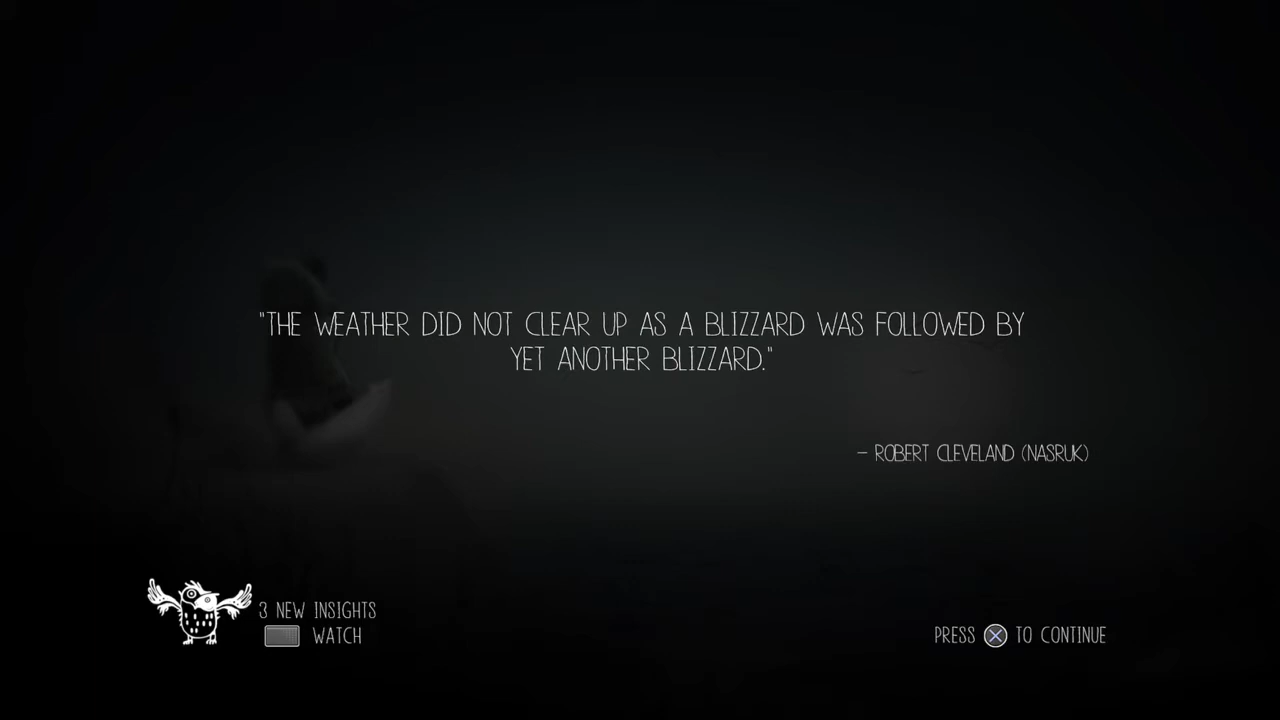 "THE WEATHER DID NOT CLEAR UP AS A BLIZZARD WAS FOLLOWED BY
YET ANOTHER BLIZZARD."
– ROBERT CLEVELAND (NASRUK)
3 NEW INSIGHTS
WATCH
PRESS TO CONTINUE